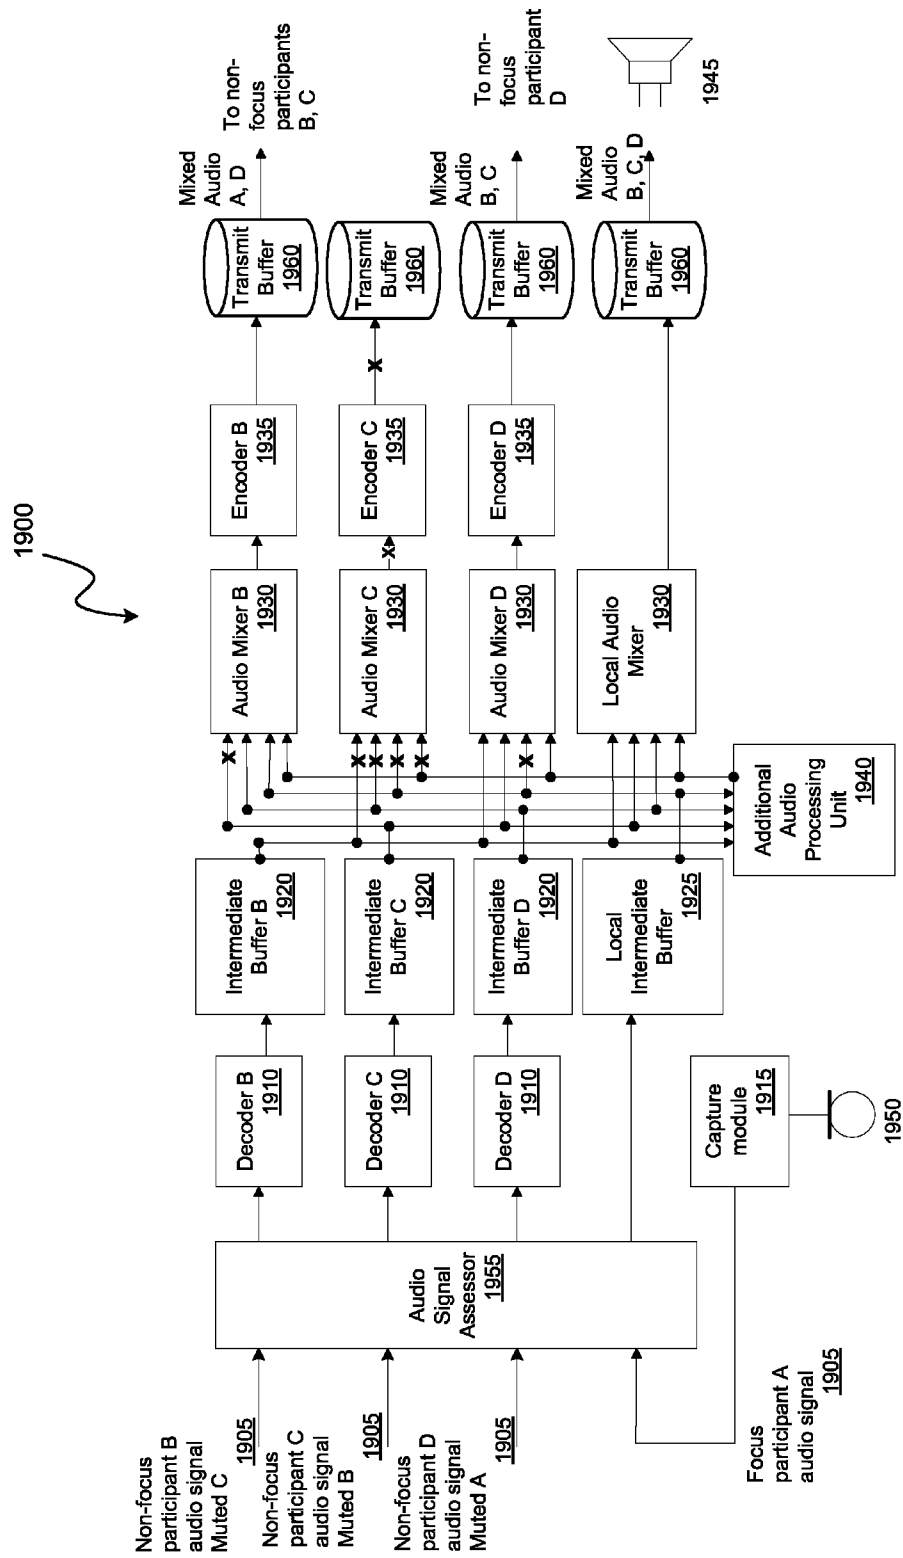 1900
Non-focus
participant B
audio signal
Muted C
1905
Non-focus
participant C
audio signal
Muted B
1905
Non-focus
participant D
audio signal
Muted A
1905
Focus
participant A
audio signal
1905
Audio
Signal
Assessor
1955
Decoder B
1910
Decoder C
1910
Decoder D
1910
Capture
module
1915
1950
Intermediate
Buffer B
1920
Intermediate
Buffer C
1920
Intermediate
Buffer D
1920
Local
Intermediate
Buffer
1925
Additional
Audio
Processing
Unit
1940
Audio Mixer B
1930
Audio Mixer C
1930
Audio Mixer D
1930
Local Audio
Mixer
1930
Encoder B
1935
Encoder C
1935
Encoder D
1935
Transmit
Buffer
1960
Transmit
Buffer
1960
Transmit
Buffer
1960
Transmit
Buffer
1960
Mixed
Audio
A, D
To non-
focus
participants
B, C
Mixed
Audio
B, C
To non-
focus
participant
D
Mixed
Audio
B, C, D
1945